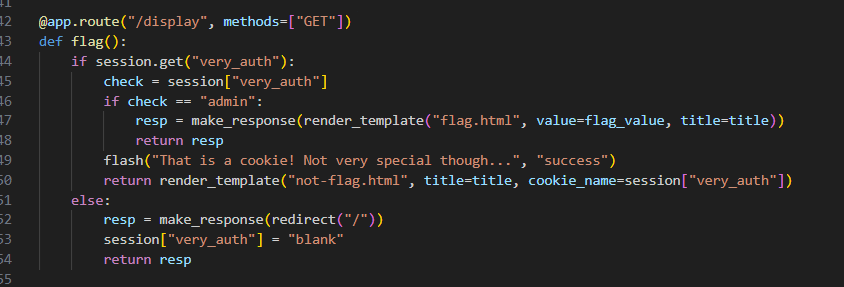 41
42 @app.route("/display", methods=["GET"])
43 def flag():
44 if session.get("very_auth"):
45 check = session["very_auth"]
46 if check == "admin":
47 resp = make_response(render_template("flag.html", value=flag_value, title=title))
48 return resp
49 flash("That is a cookie! Not very special though...", "success")
50 return render_template("not-flag.html", title=title, cookie_name=session["very_auth"])
51 else:
52 resp = make_response(redirect("/"))
53 session["very_auth"] = "blank"
54 return resp
55